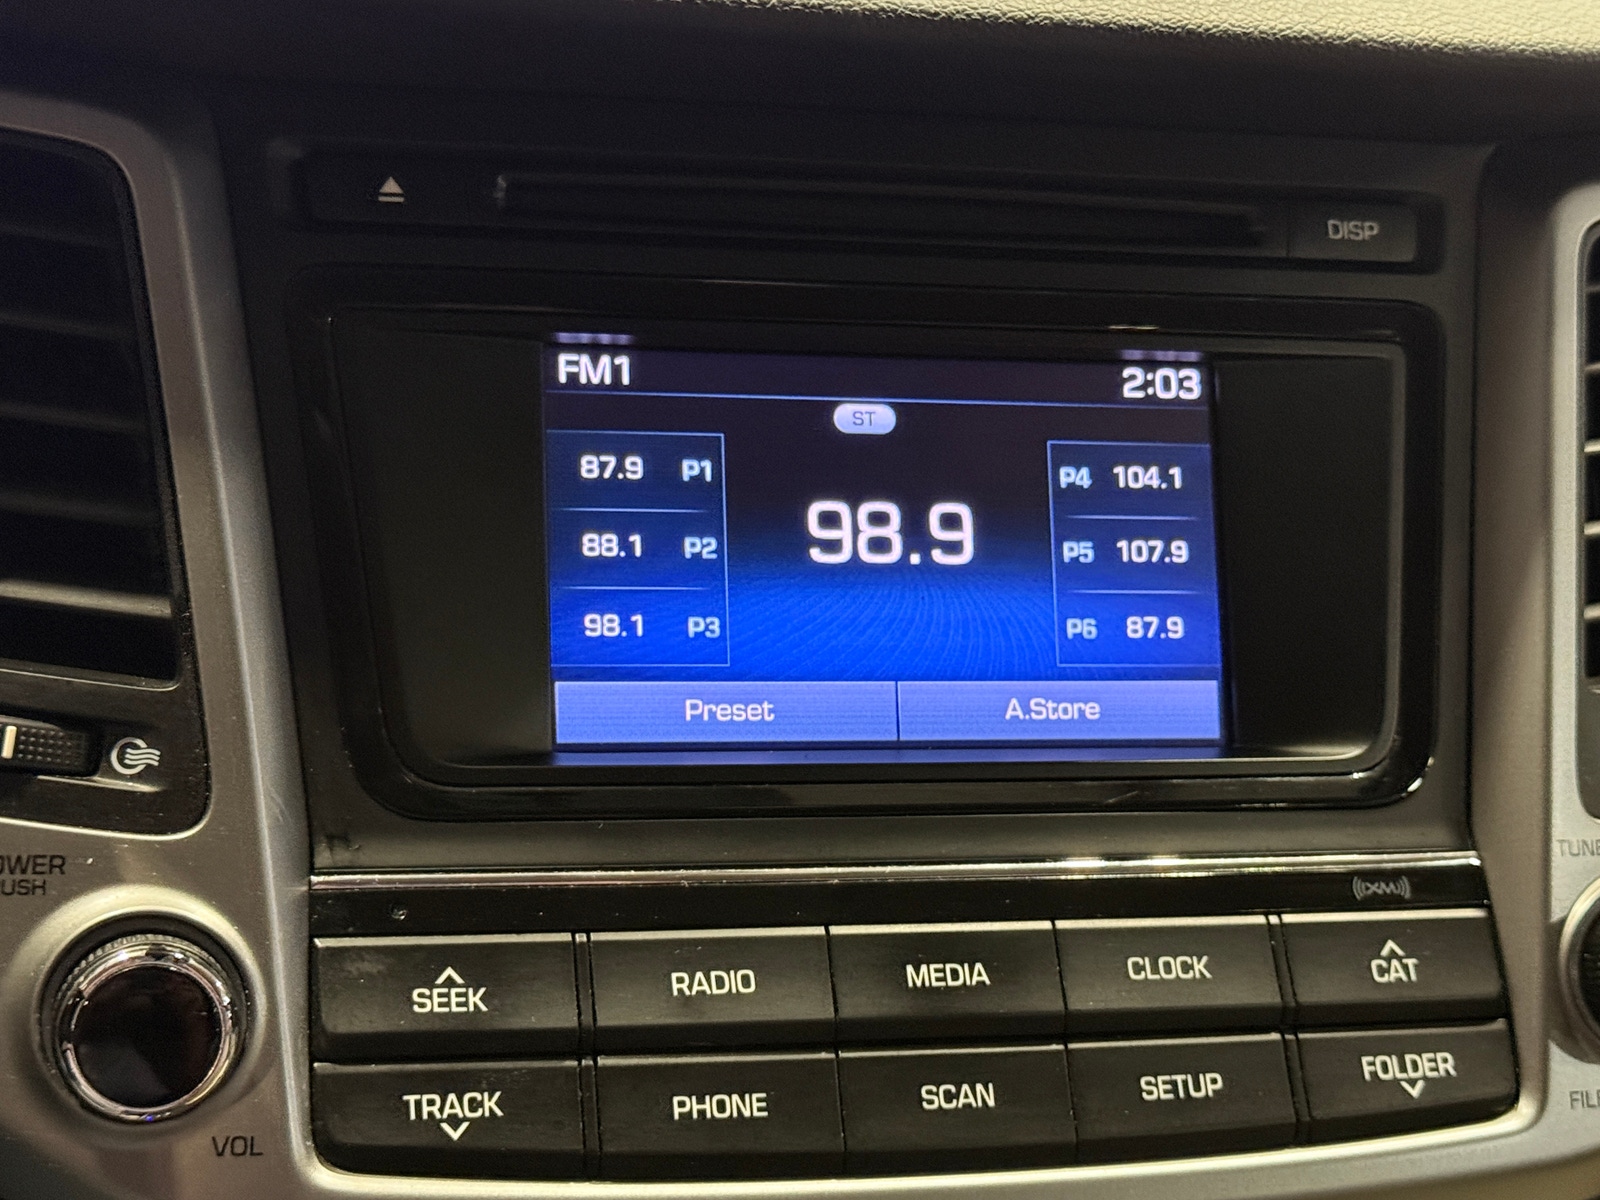 DISP
FM1 2:03
ST
87.9 P1
88.1 P2
98.1 P3
98.9
P4 104.1
P5 107.9
P6 87.9
Preset A.Store
XM
SEEK RADIO MEDIA CLOCK CAT
TRACK PHONE SCAN SETUP FOLDER
VOL